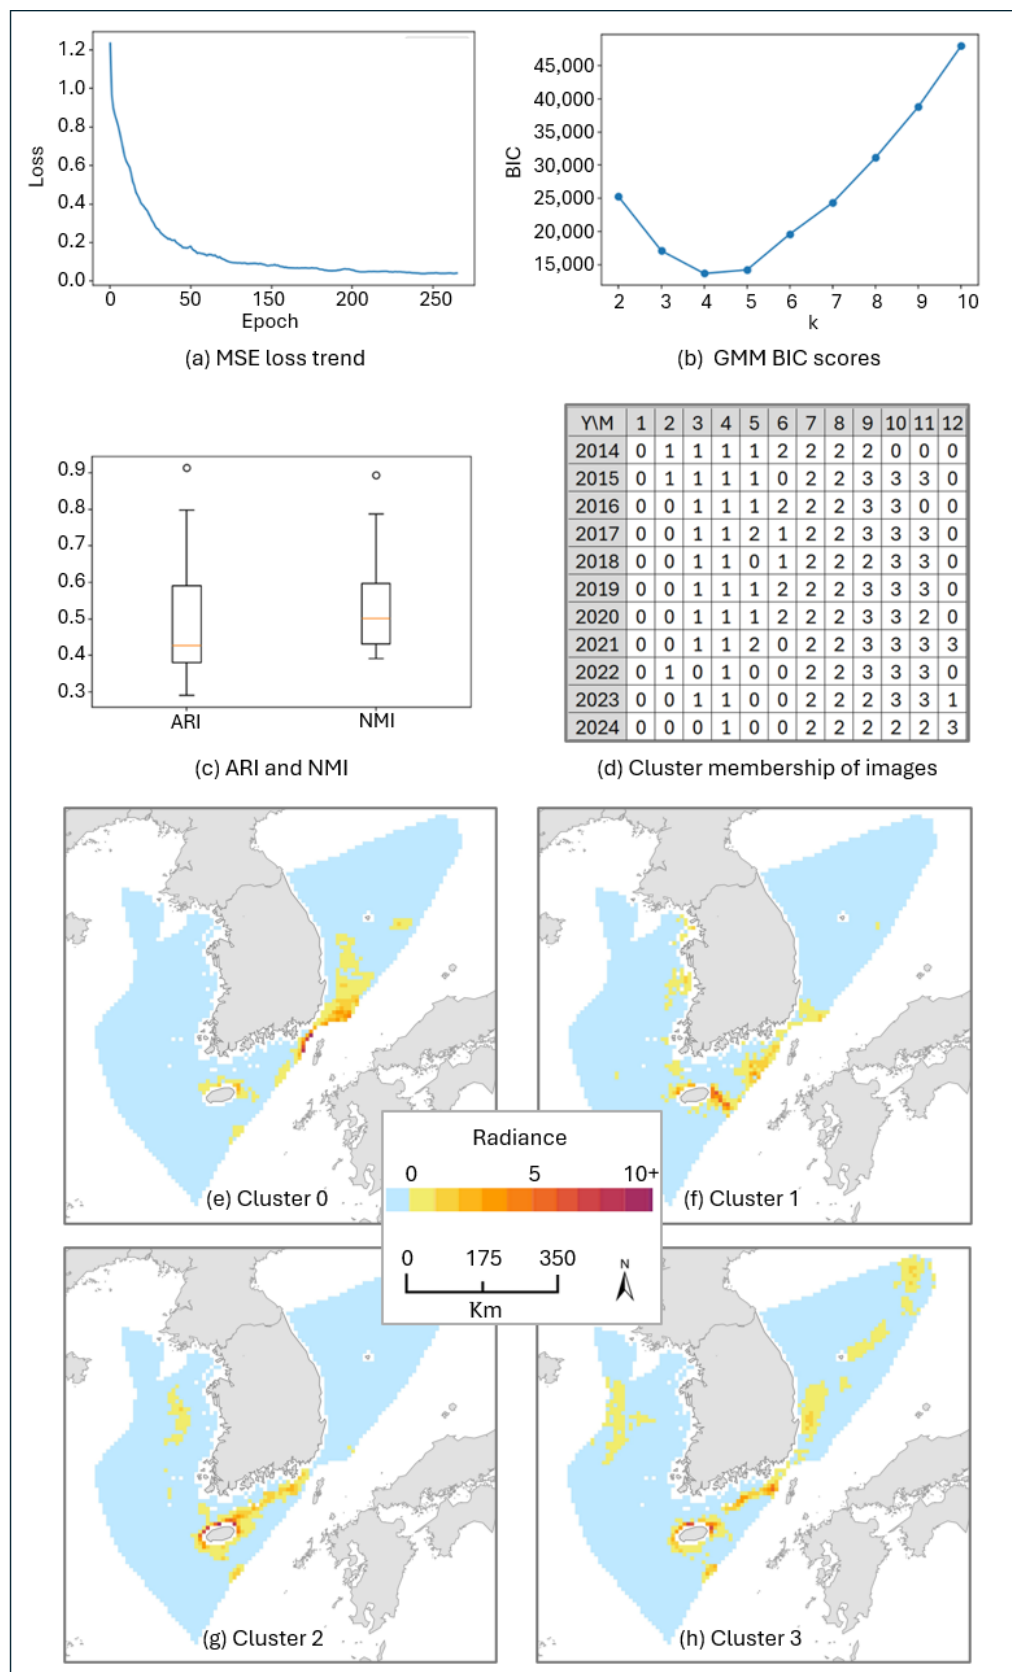 1.2
1.0
0.8
0.6
0.4
0.2
0.0
Loss
0 50 100 150 200 250
Epoch
(a) MSE loss trend
45,000
40,000
35,000
30,000
25,000
20,000
15,000
BIC
2 3 4 5 6 7 8 9 10
k
(b) GMM BIC scores
0.9
0.8
0.7
0.6
0.5
0.4
0.3
ARI NMI
(c) ARI and NMI
Y\M 1 2 3 4 5 6 7 8 9 10 11 12
2014 0 1 1 1 1 2 2 2 2 0 0 0
2015 0 1 1 1 1 0 2 2 3 3 3 0
2016 0 0 1 1 1 2 2 2 3 3 0 0
2017 0 0 1 1 2 1 2 2 3 3 3 0
2018 0 0 1 1 0 1 2 2 3 3 3 0
2019 0 0 1 1 1 2 2 2 3 3 3 0
2020 0 0 1 1 1 2 2 2 3 3 2 0
2021 0 0 1 1 2 0 2 2 3 3 3 3
2022 0 1 0 1 0 0 2 2 3 3 3 0
2023 0 0 1 1 0 0 2 2 2 3 3 1
2024 0 0 0 1 0 0 2 2 2 2 2 3
(d) Cluster membership of images
(e) Cluster 0
(f) Cluster 1
Radiance
0 5 10+
0 175 350
Km
N
(g) Cluster 2
(h) Cluster 3